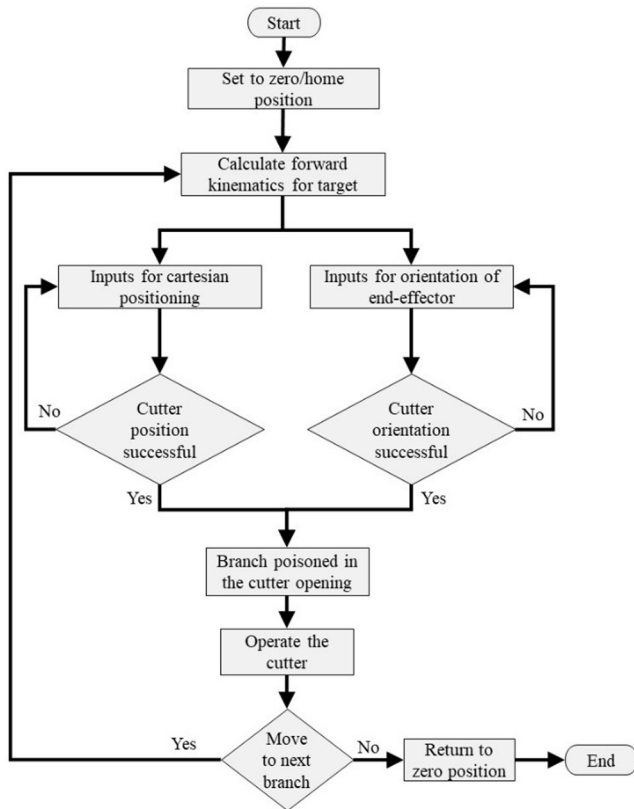 Start
Set to zero/home
position
Calculate forward
kinematics for target
Inputs for cartesian
positioning
Inputs for orientation of
end-effector
No
Cutter
position
successful
Cutter
orientation
successful
No
Yes
Yes
Branch poisoned in
the cutter opening
Operate the
cutter
Yes
Move
to next
branch
No
Return to
zero position
End